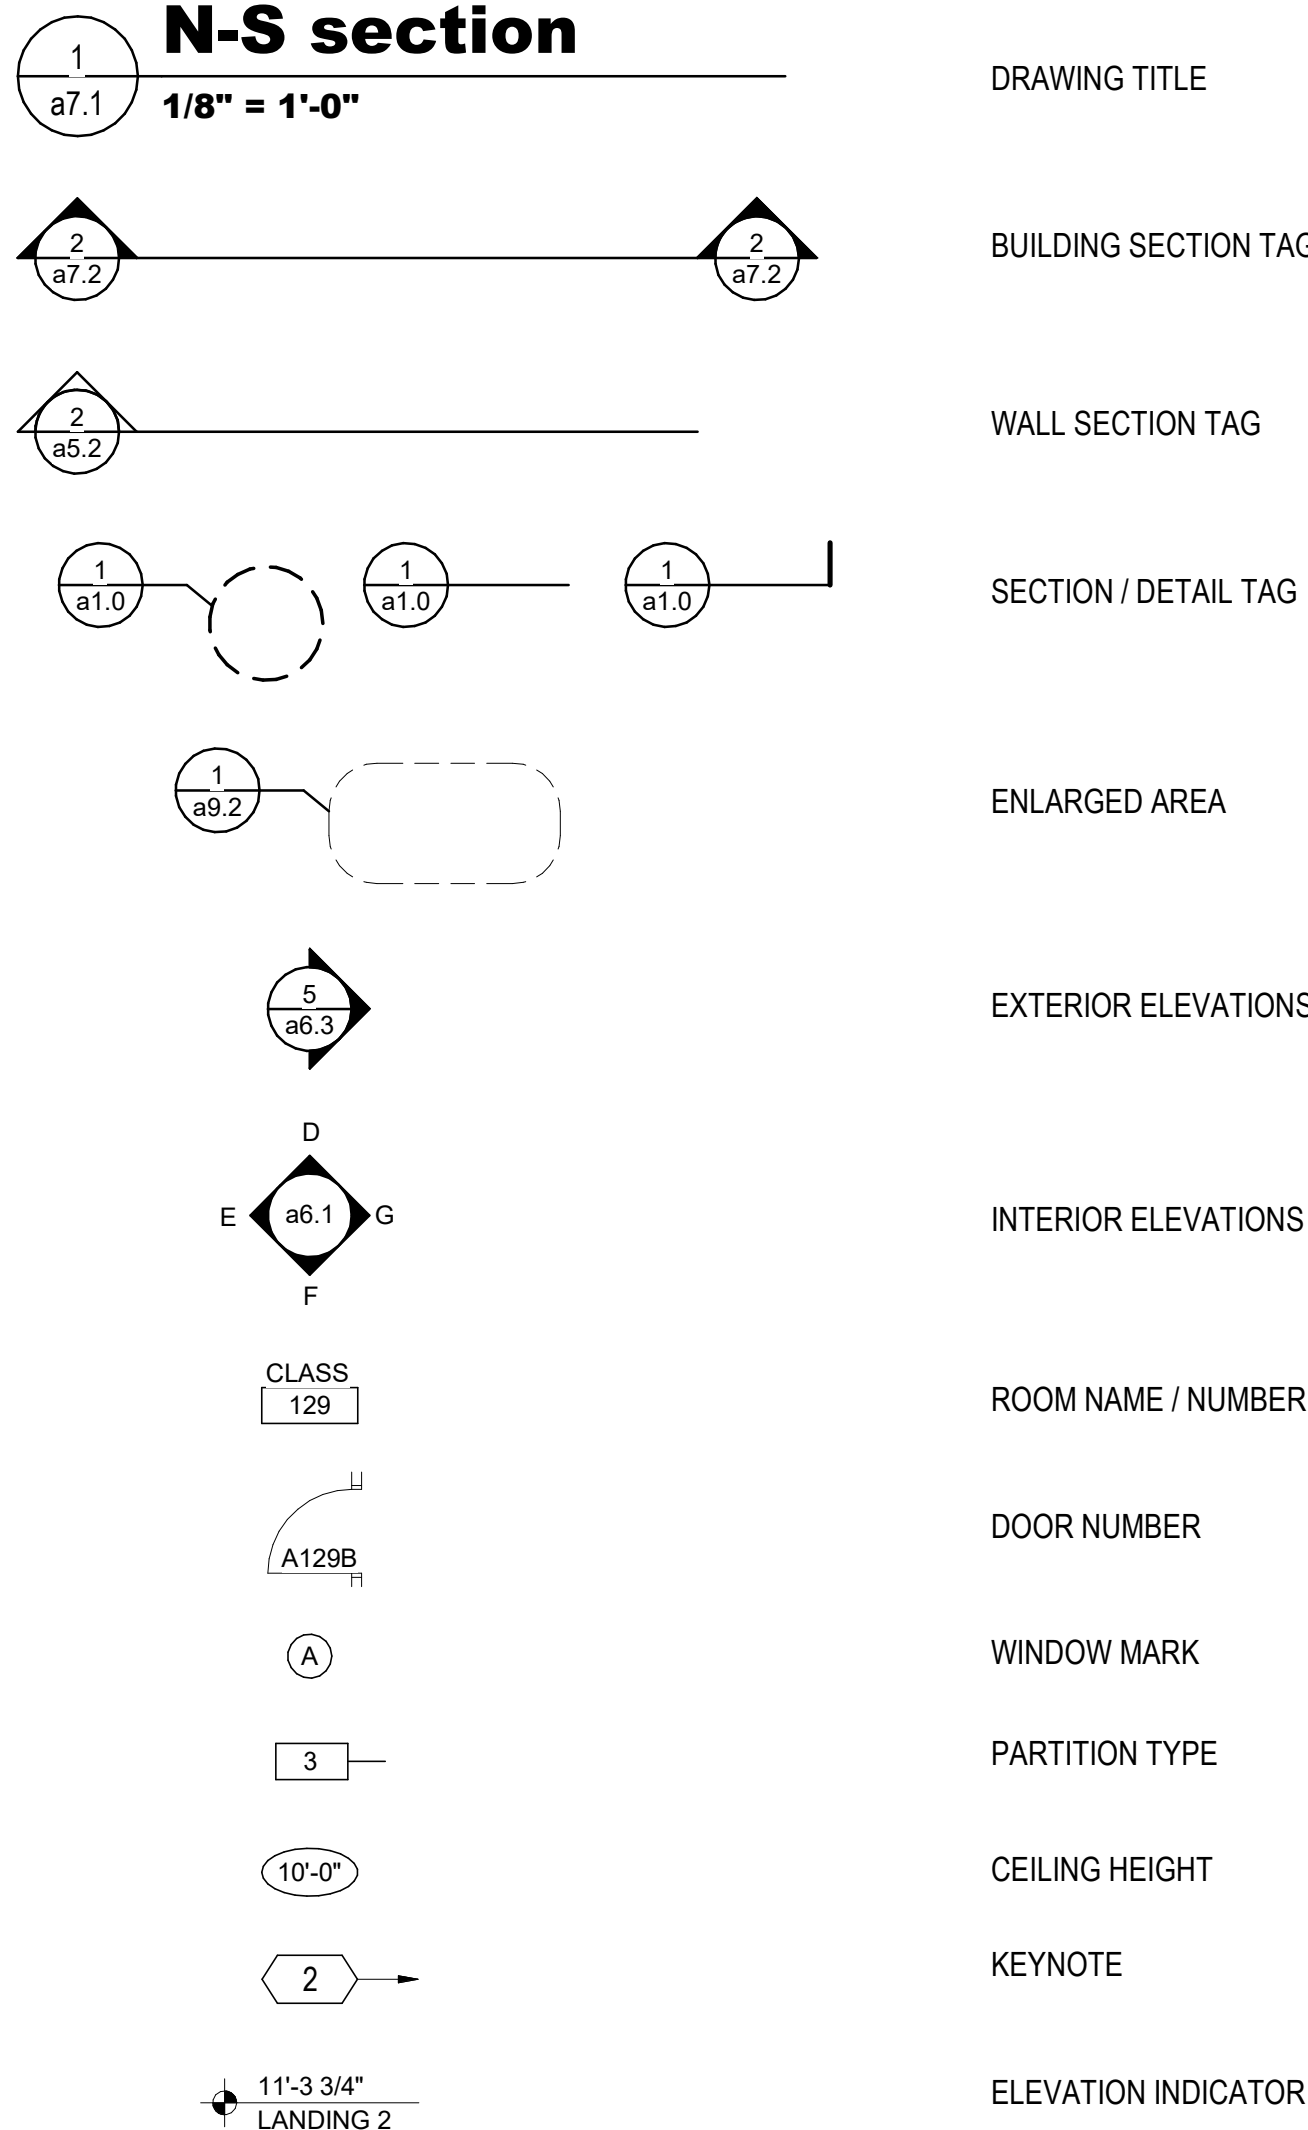 N-S section
1
a7.1
1/8" = 1'-0"
DRAWING TITLE
2
a7.2
2
a7.2
BUILDING SECTION TAG
2
a5.2
WALL SECTION TAG
1
a1.0
1
a1.0
1
a1.0
SECTION / DETAIL TAG
1
a9.2
ENLARGED AREA
5
a6.3
EXTERIOR ELEVATIONS
D
E
a6.1
G
F
INTERIOR ELEVATIONS
CLASS
129
ROOM NAME / NUMBER
A129B
DOOR NUMBER
A
WINDOW MARK
3
PARTITION TYPE
10'-0"
CEILING HEIGHT
2
KEYNOTE
11'-3 3/4"
LANDING 2
ELEVATION INDICATOR